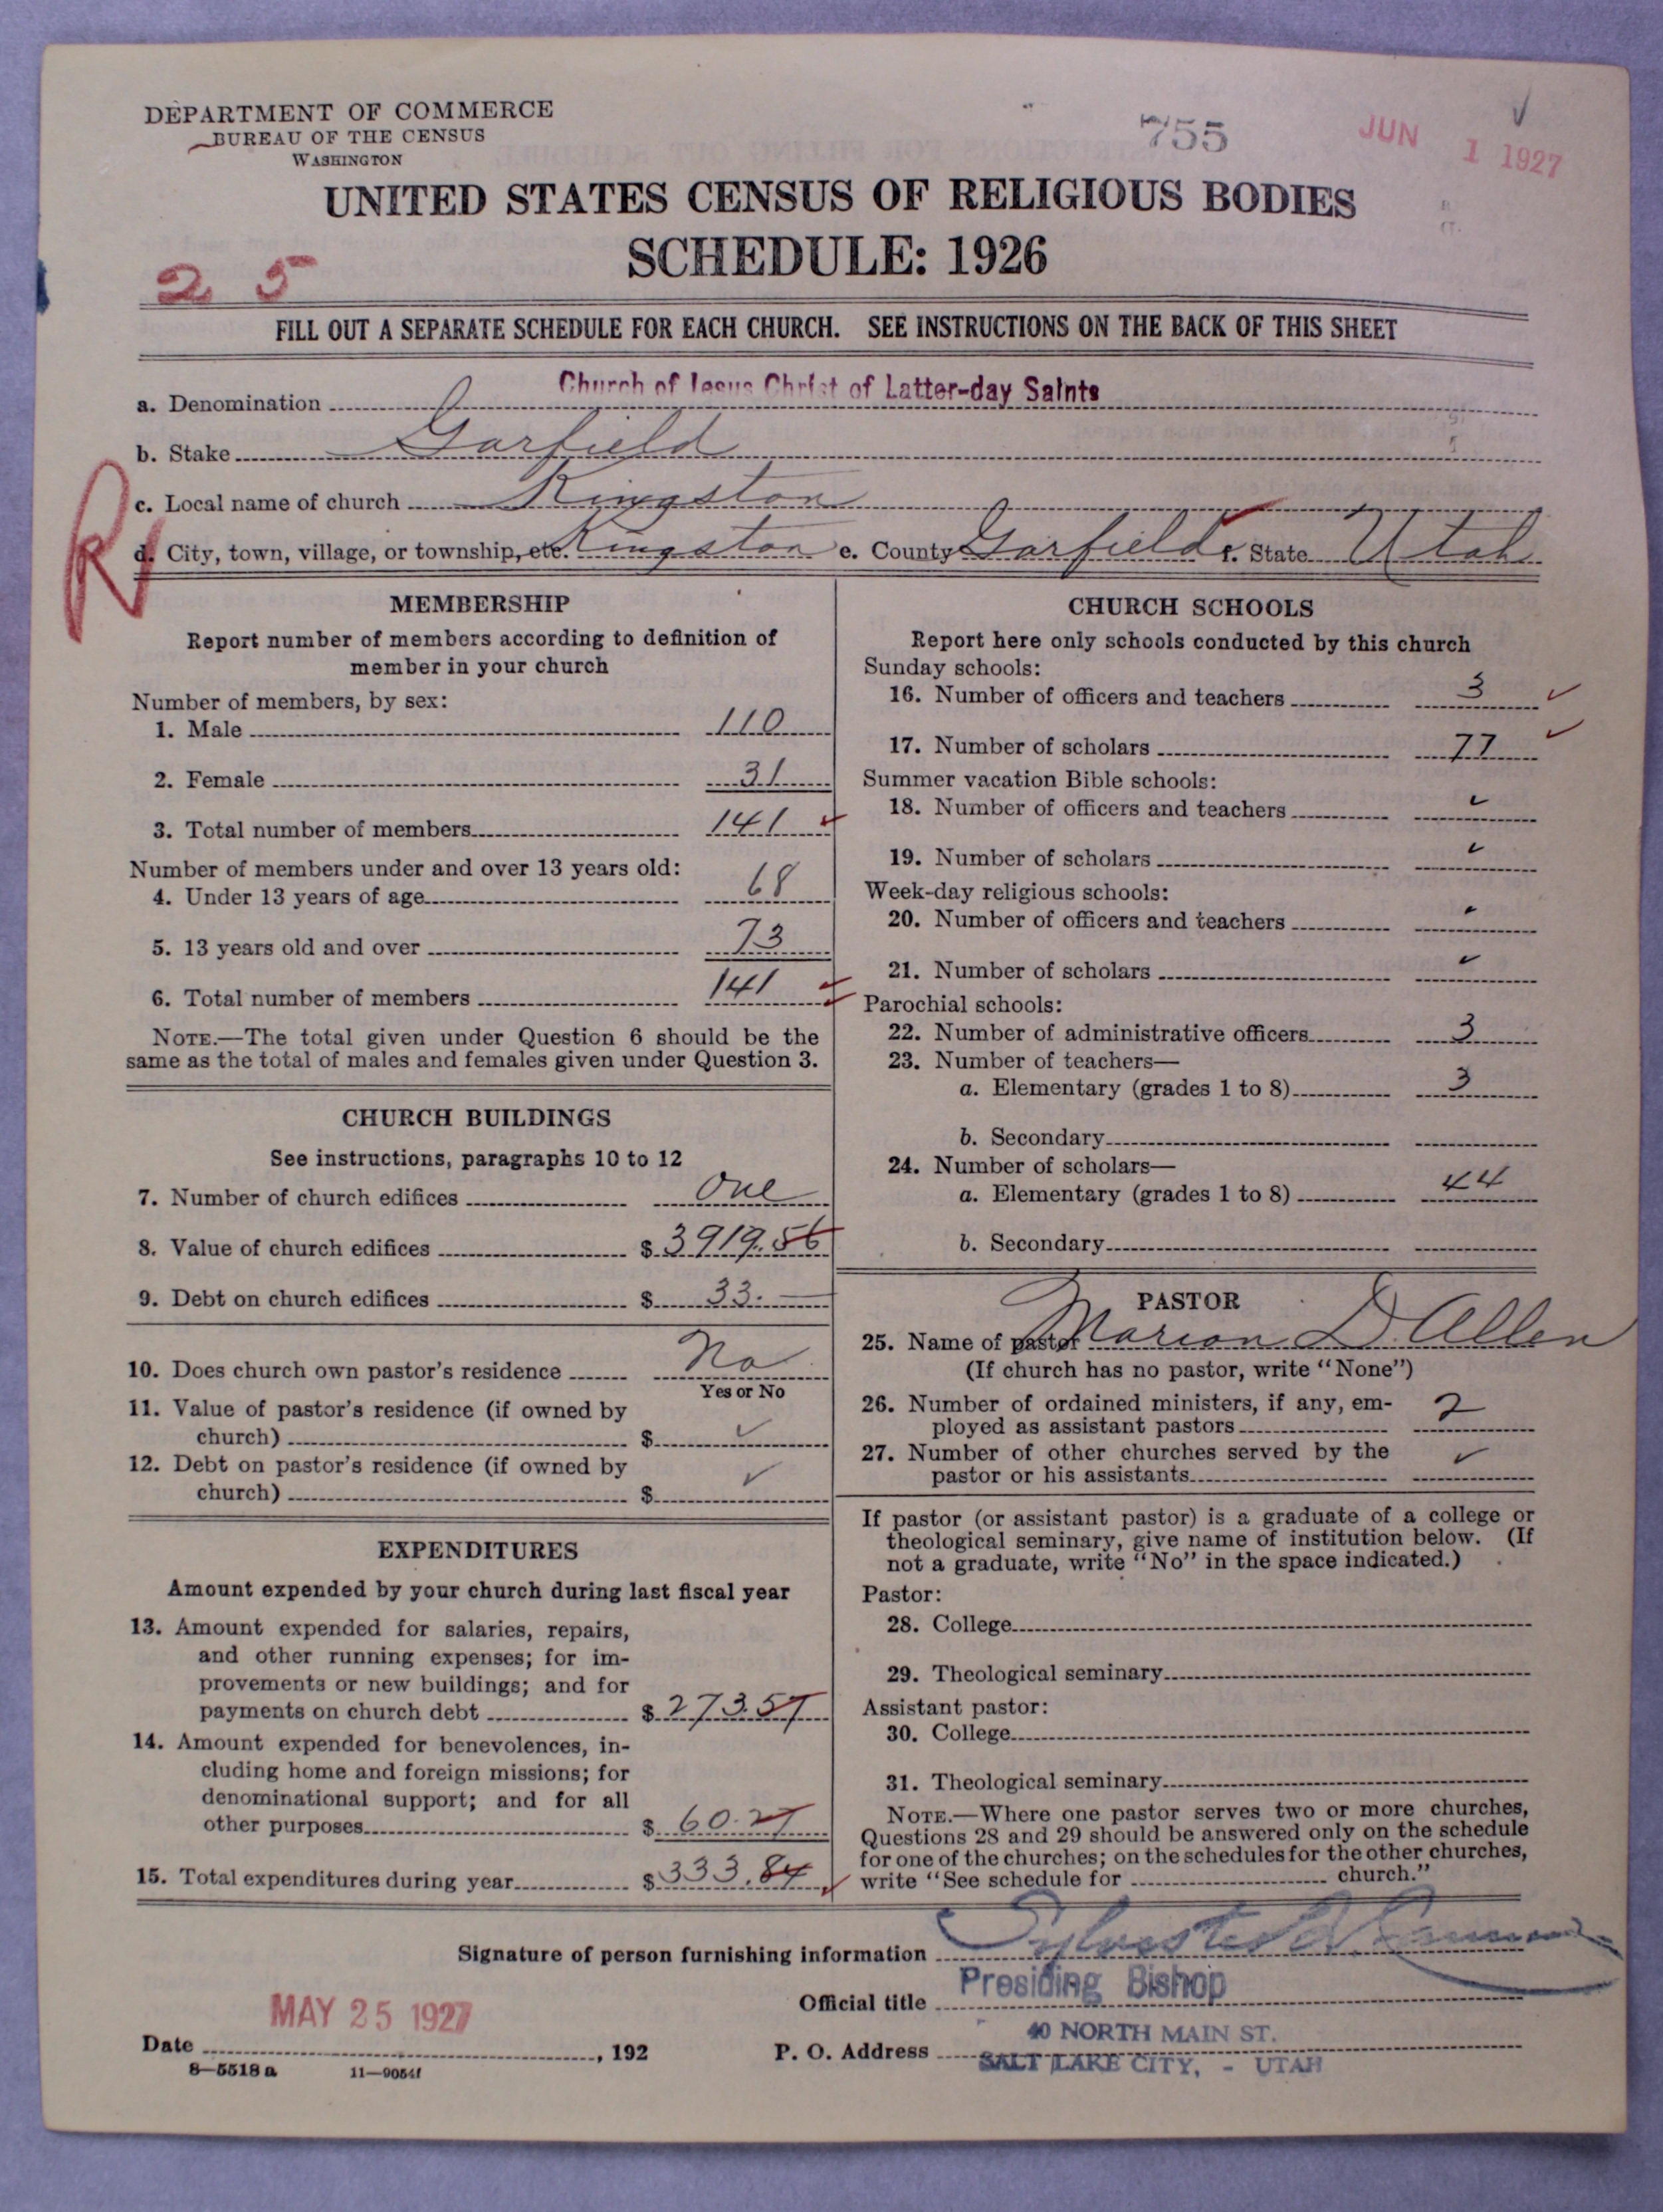 DEPARTMENT OF COMMERCE
BUREAU OF THE CENSUS
WASHINGTON
755
JUN 1 1927
UNITED STATES CENSUS OF RELIGIOUS BODIES
SCHEDULE: 1926
2 5
FILL OUT A SEPARATE SCHEDULE FOR EACH CHURCH. SEE INSTRUCTIONS ON THE BACK OF THIS SHEET
a. Denomination Church of Jesus Christ of Latter-day Saints
b. Stake Garfield
c. Local name of church Kingston
R
d. City, town, village, or township, etc. Kingston e. County Garfield f. State Utah
MEMBERSHIP
Report number of members according to definition of
member in your church
Number of members, by sex:
1. Male 110
2. Female 31
3. Total number of members 141
Number of members under and over 13 years old:
4. Under 13 years of age 68
5. 13 years old and over 73
6. Total number of members 141
NOTE.—The total given under Question 6 should be the
same as the total of males and females given under Question 3.
CHURCH BUILDINGS
See instructions, paragraphs 10 to 12
7. Number of church edifices One
8. Value of church edifices $ 3919.56
9. Debt on church edifices $ 33.—
10. Does church own pastor's residence No
Yes or No
11. Value of pastor's residence (if owned by
church) $ ✓
12. Debt on pastor's residence (if owned by
church) $ ✓
EXPENDITURES
Amount expended by your church during last fiscal year
13. Amount expended for salaries, repairs,
and other running expenses; for im-
provements or new buildings; and for
payments on church debt $ 273.57
14. Amount expended for benevolences, in-
cluding home and foreign missions; for
denominational support; and for all
other purposes $ 60.27
15. Total expenditures during year $ 333.84
CHURCH SCHOOLS
Report here only schools conducted by this church
Sunday schools:
16. Number of officers and teachers 3
17. Number of scholars 77
Summer vacation Bible schools:
18. Number of officers and teachers ✓
19. Number of scholars ✓
Week-day religious schools:
20. Number of officers and teachers ✓
21. Number of scholars ✓
Parochial schools:
22. Number of administrative officers 3
23. Number of teachers—
a. Elementary (grades 1 to 8) 3
b. Secondary
24. Number of scholars—
a. Elementary (grades 1 to 8) 44
b. Secondary
PASTOR
25. Name of pastor Marion D. Allen
(If church has no pastor, write "None")
26. Number of ordained ministers, if any, em-
ployed as assistant pastors 2
27. Number of other churches served by the
pastor or his assistants ✓
If pastor (or assistant pastor) is a graduate of a college or
theological seminary, give name of institution below. (If
not a graduate, write "No" in the space indicated.)
Pastor:
28. College
29. Theological seminary
Assistant pastor:
30. College
31. Theological seminary
NOTE.—Where one pastor serves two or more churches,
Questions 28 and 29 should be answered only on the schedule
for one of the churches; on the schedules for the other churches,
write "See schedule for church."
Signature of person furnishing information
Official title Presiding Bishop
MAY 25 1927
Date , 192
P. O. Address 40 NORTH MAIN ST.
SALT LAKE CITY, - UTAH
8—5518 a 11—9054f